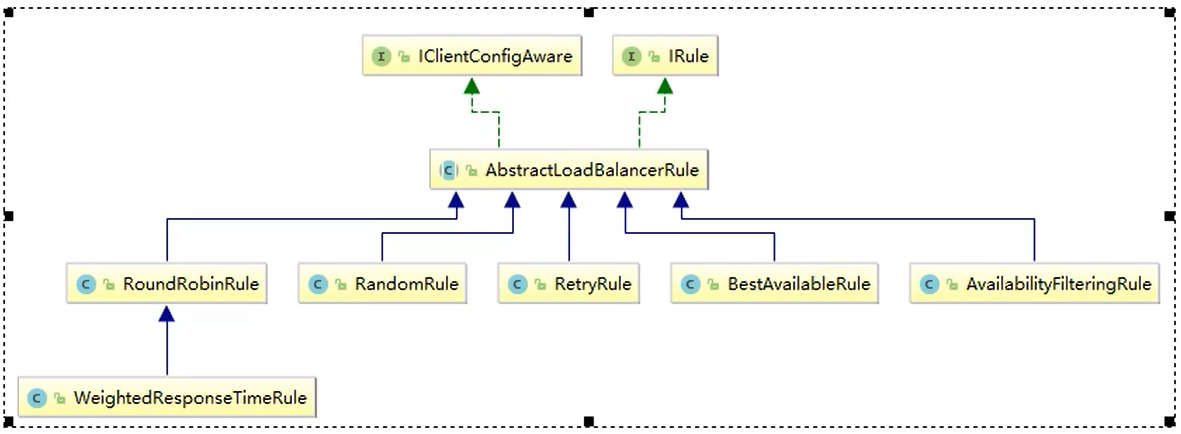 I IClientConfigAware
I IRule
C AbstractLoadBalancerRule
C RoundRobinRule
C RandomRule
C RetryRule
C BestAvailableRule
C AvailabilityFilteringRule
C WeightedResponseTimeRule